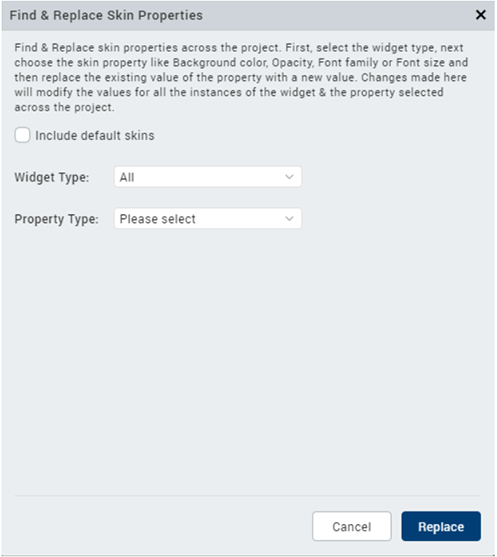 Find & Replace Skin Properties
Find & Replace skin properties across the project. First, select the widget type, next
choose the skin property like Background color, Opacity, Font family or Font size and
then replace the existing value of the property with a new value. Changes made here
will modify the values for all the instances of the widget & the property selected
across the project.
Include default skins
Widget Type: All
Property Type: Please select
Cancel Replace